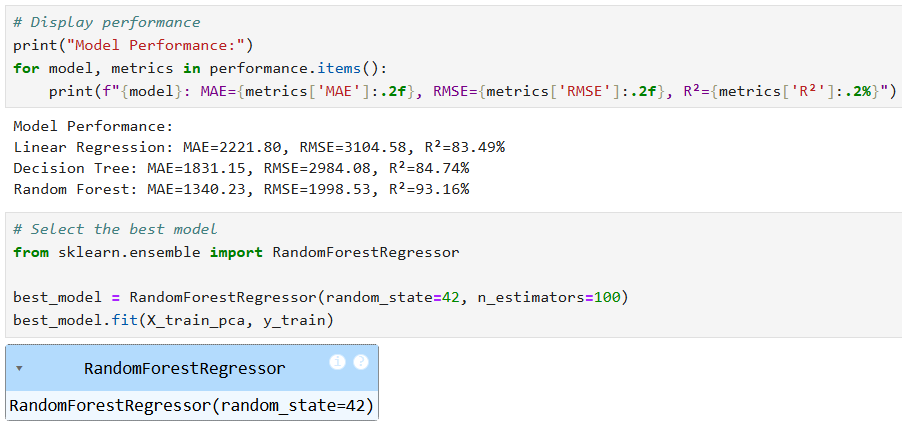 # Display performance
print("Model Performance:")
for model, metrics in performance.items():
    print(f"{model}: MAE={metrics['MAE']:.2f}, RMSE={metrics['RMSE']:.2f}, R²={metrics['R²']:.2%}")
Model Performance:
Linear Regression: MAE=2221.80, RMSE=3104.58, R²=83.49%
Decision Tree: MAE=1831.15, RMSE=2984.08, R²=84.74%
Random Forest: MAE=1340.23, RMSE=1998.53, R²=93.16%
# Select the best model
from sklearn.ensemble import RandomForestRegressor
best_model = RandomForestRegressor(random_state=42, n_estimators=100)
best_model.fit(X_train_pca, y_train)
▾ RandomForestRegressor i ?
RandomForestRegressor(random_state=42)